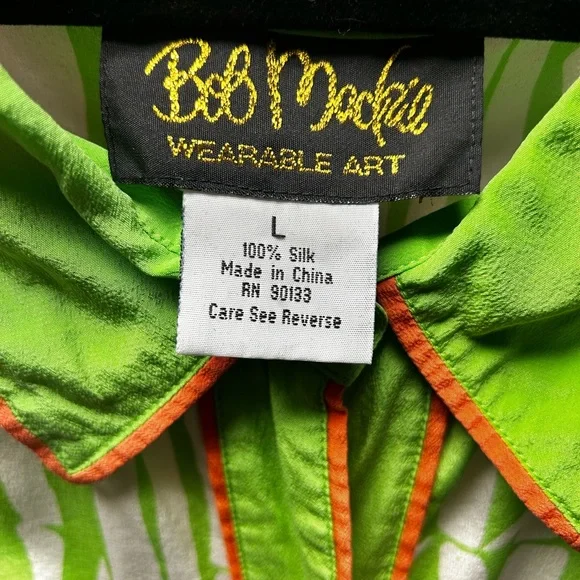 Bob Mackie
WEARABLE ART
L
100% Silk
Made in China
RN 90133
Care See Reverse